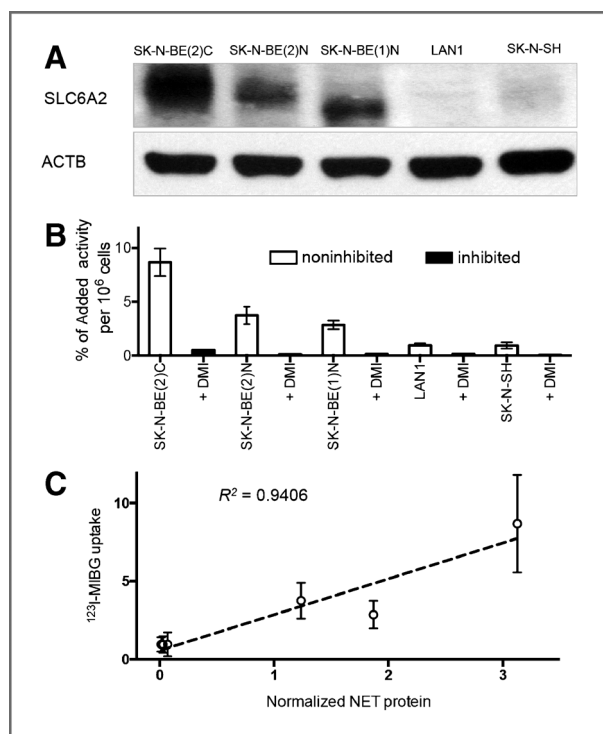 A
SK-N-BE(2)C SK-N-BE(2)N SK-N-BE(1)N LAN1 SK-N-SH
SLC6A2
ACTB
B
% of Added activity
per 10⁶ cells
10
5
0
noninhibited inhibited
SK-N-BE(2)C + DMI SK-N-BE(2)N + DMI SK-N-BE(1)N + DMI LAN1 + DMI SK-N-SH + DMI
C
R² = 0.9406
¹²³I-MIBG uptake
10
5
0
0 1 2 3
Normalized NET protein